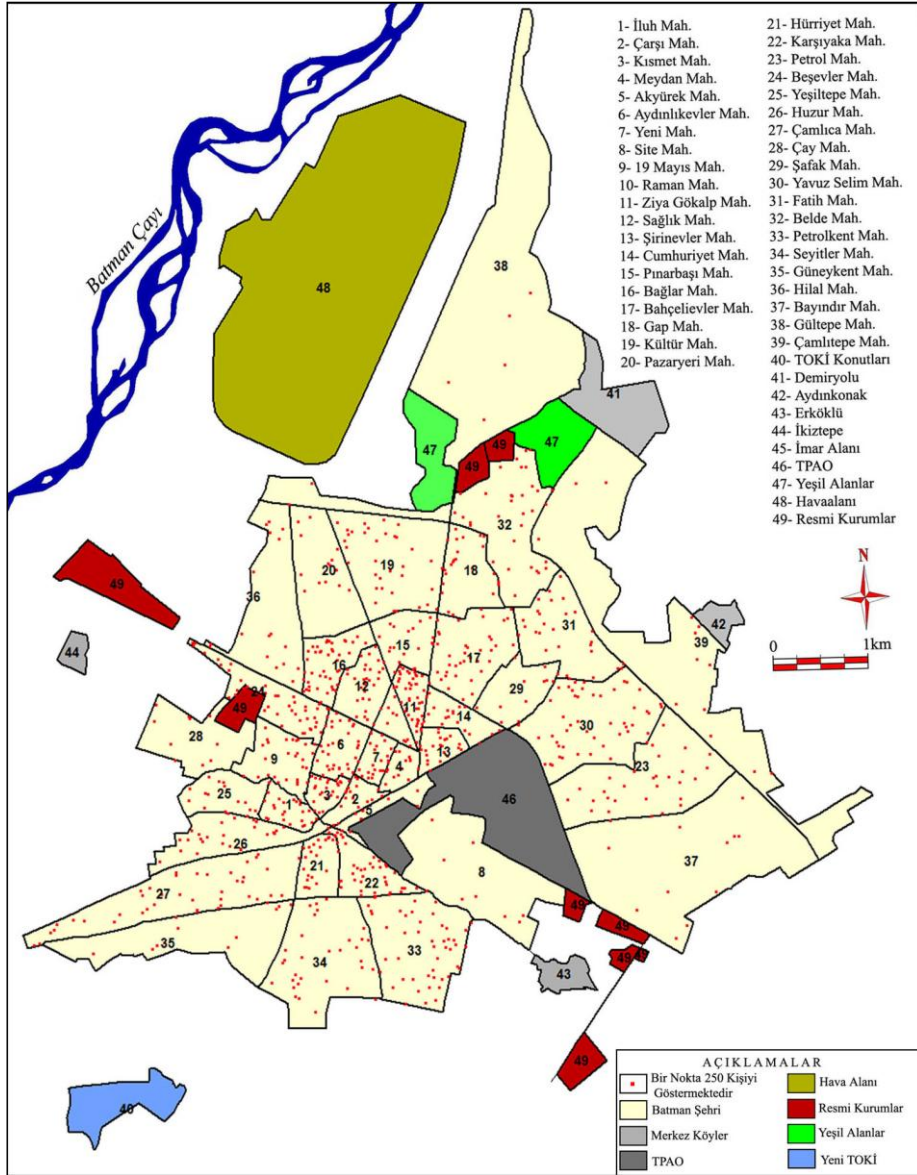 1- İluh Mah.
2- Çarşı Mah.
3- Kısmet Mah.
4- Meydan Mah.
5- Akyürek Mah.
6- Aydınlıkevler Mah.
7- Yeni Mah.
8- Site Mah.
9- 19 Mayıs Mah.
10- Raman Mah.
11- Ziya Gökalp Mah.
12- Sağlık Mah.
13- Şirinevler Mah.
14- Cumhuriyet Mah.
15- Pınarbaşı Mah.
16- Bağlar Mah.
17- Bahçelievler Mah.
18- Gap Mah.
19- Kültür Mah.
20- Pazaryeri Mah.
21- Hürriyet Mah.
22- Karşıyaka Mah.
23- Petrol Mah.
24- Beşevler Mah.
25- Yeşiltepe Mah.
26- Huzur Mah.
27- Çamlıca Mah.
28- Çay Mah.
29- Şafak Mah.
30- Yavuz Selim Mah.
31- Fatih Mah.
32- Belde Mah.
33- Petrolkent Mah.
34- Seyitler Mah.
35- Güneykent Mah.
36- Hilal Mah.
37- Bayındır Mah.
38- Gültepe Mah.
39- Çamlıtepe Mah.
40- TOKİ Konutları
41- Demiryolu
42- Aydınkonak
43- Erköklü
44- İkiztepe
45- İmar Alanı
46- TPAO
47- Yeşil Alanlar
48- Havaalanı
49- Resmi Kurumlar
Batman Çayı
48
38
41
47
47
49
49
32
20
19
18
49
36
31
42
39
44
15
16
17
12
29
24
11
49
14
30
28
6
13
9
7
4
23
25
3
2
46
1
5
26
21
8
37
22
27
49
49
35
34
33
49
49
43
49
40
N
0
1km
AÇIKLAMALAR
Bir Nokta 250 Kişiyi
Göstermektedir
Batman Şehri
Merkez Köyler
TPAO
Hava Alanı
Resmi Kurumlar
Yeşil Alanlar
Yeni TOKİ